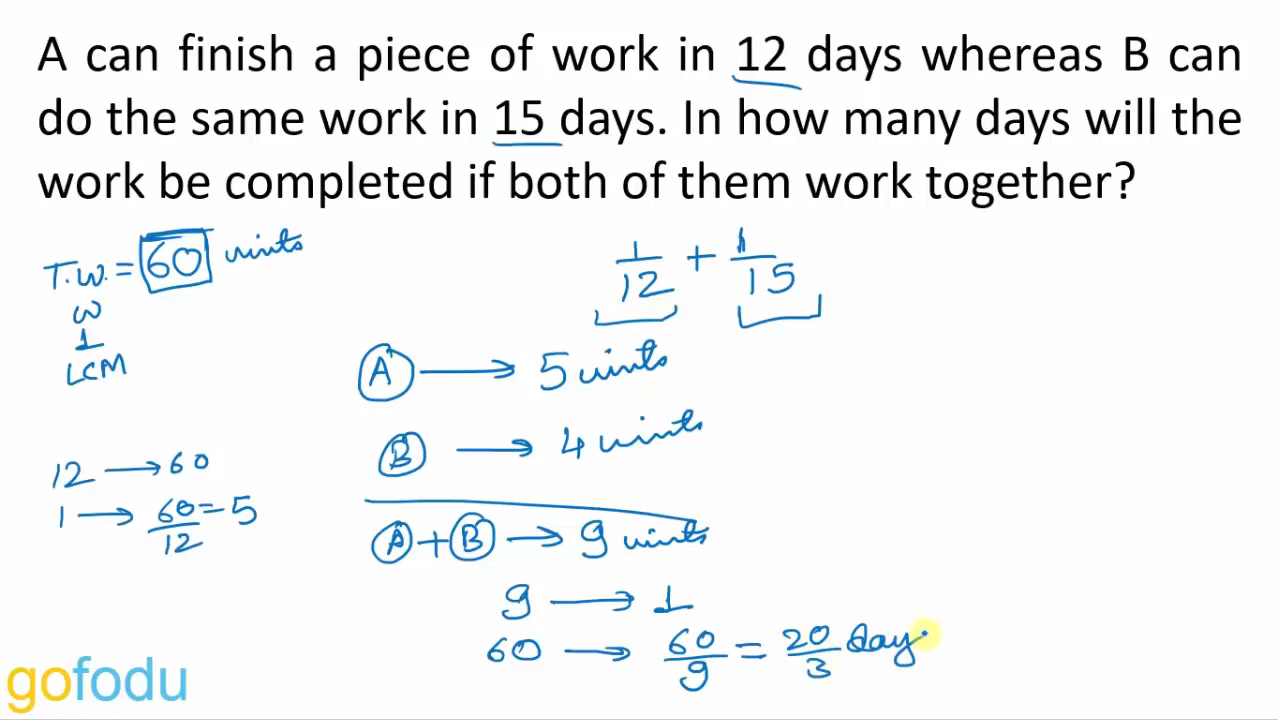 A can finish a piece of work in 12 days whereas B can
do the same work in 15 days. In how many days will the
work be completed if both of them work together?
T.W. = 60 units
W
1
LCM
1/12 + 1/15
A → 5 units
B → 4 units
12 → 60
1 → 60/12 = 5
A + B → 9 units
9 → 1
60 → 60/9 = 20/3 day
gofodu